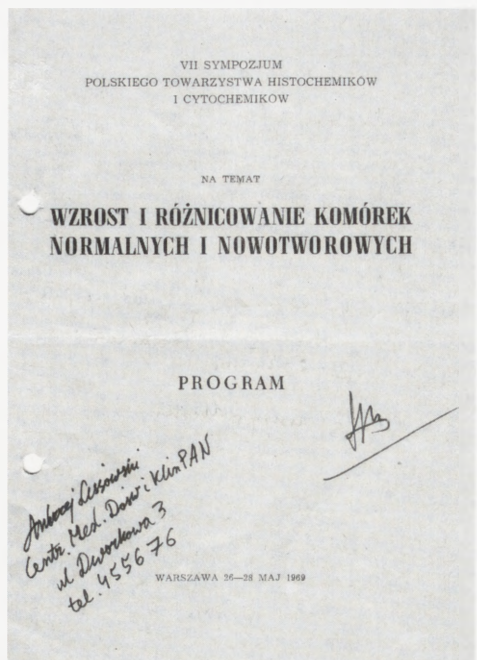 VII SYMPOZJUM
POLSKIEGO TOWARZYSTWA HISTOCHEMIKÓW
I CYTOCHEMIKÓW
NA TEMAT
WZROST I RÓŻNICOWANIE KOMÓREK
NORMALNYCH I NOWOTWOROWYCH
PROGRAM
Andrzej
Centr. Med. Dośw i Klin PAN
ul Dworkowa 3
tel. 455676
WARSZAWA 26—28 MAJ 1969